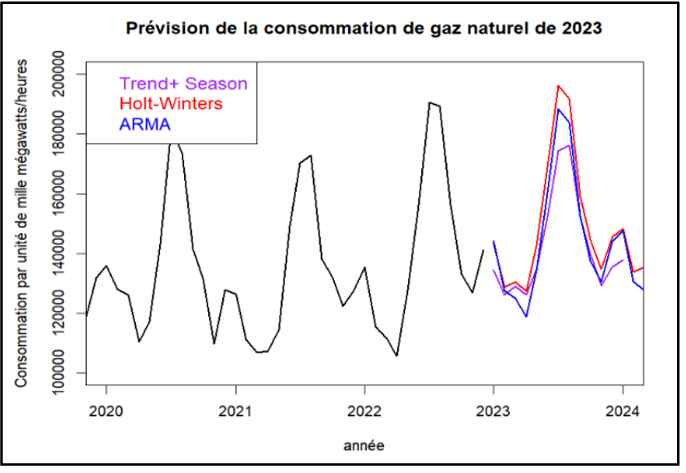 Prévision de la consommation de gaz naturel de 2023
Consommation par unité de mille mégawatts/heures
200000
180000
160000
140000
120000
100000
Trend+ Season
Holt-Winters
ARMA
2020 2021 2022 2023 2024
année